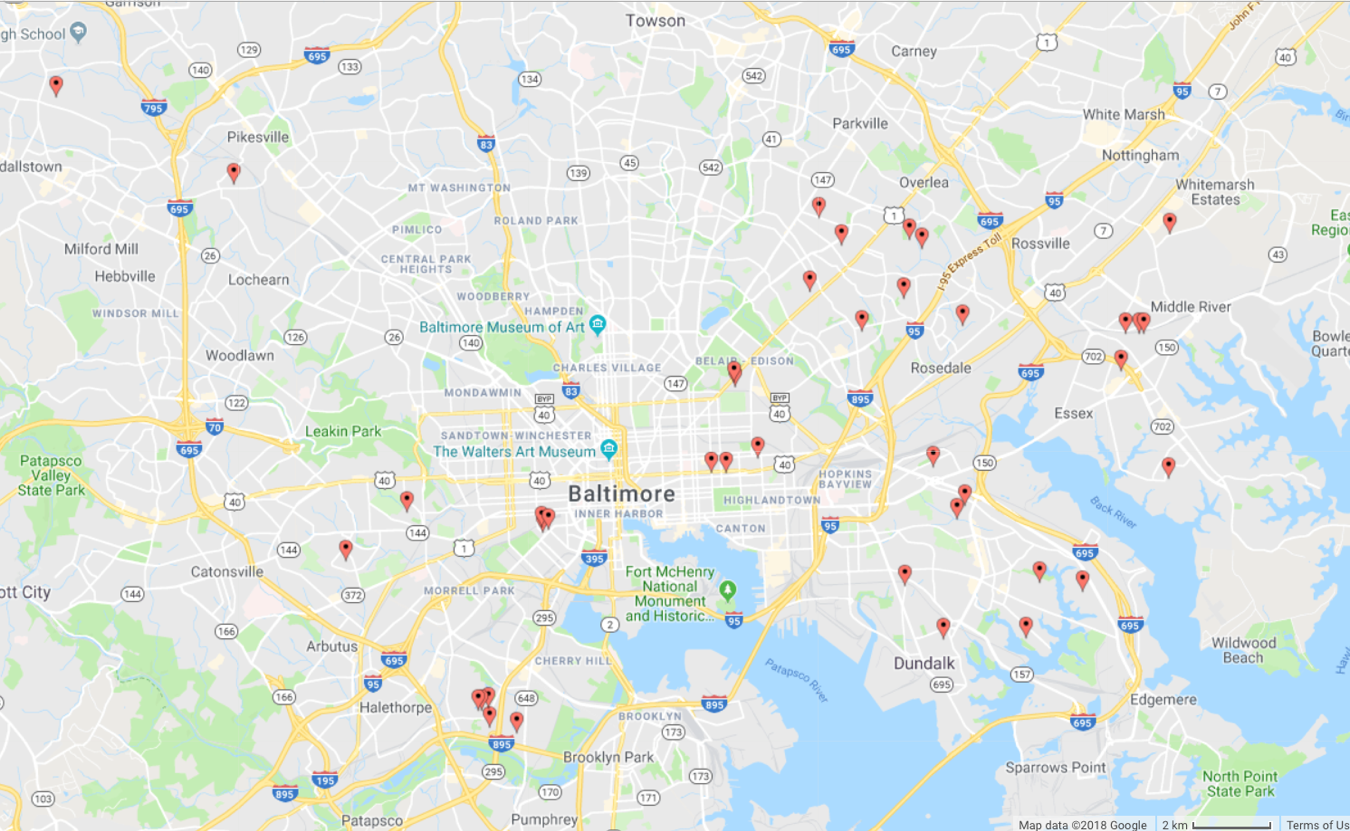 Garrison
Towson
gh School
129
695
1
695
Carney
40
John F
133
140
542
134
95
7
795
White Marsh
Pikesville
41
Parkville
83
Nottingham
dallstown
45
542
139
147
Overlea
Whitemarsh
Estates
MT WASHINGTON
695
95
1
695
ROLAND PARK
PIMLICO
7
Rossville
Milford Mill
26
43
I-95 Express Toll
CENTRAL PARK
HEIGHTS
Hebbville
Lochearn
40
WOODBERRY
HAMPDEN
Middle River
WINDSOR MILL
Baltimore Museum of Art
95
126
26
140
150
Woodlawn
702
BELAIR - EDISON
CHARLES VILLAGE
Rosedale
695
147
83
MONDAWMIN
BYP
40
BYP
40
895
122
Essex
70
Leakin Park
702
SANDTOWN-WINCHESTER
The Walters Art Museum
695
Patapsco
Valley
State Park
40
150
HOPKINS
BAYVIEW
40
40
Baltimore
HIGHLANDTOWN
40
INNER HARBOR
CANTON
Back River
95
144
1
144
395
695
Catonsville
Fort McHenry
National
Monument
and Historic...
MORRELL PARK
ott City
144
372
295
2
95
695
166
Arbutus
Wildwood
Beach
CHERRY HILL
695
Dundalk
Patapsco River
157
95
695
166
648
895
Edgemere
Halethorpe
BROOKLYN
695
173
895
Brooklyn Park
Sparrows Point
295
195
173
North Point
State Park
895
170
171
103
Patapsco
Pumphrey
Map data ©2018 Google
2 km
Terms of Us